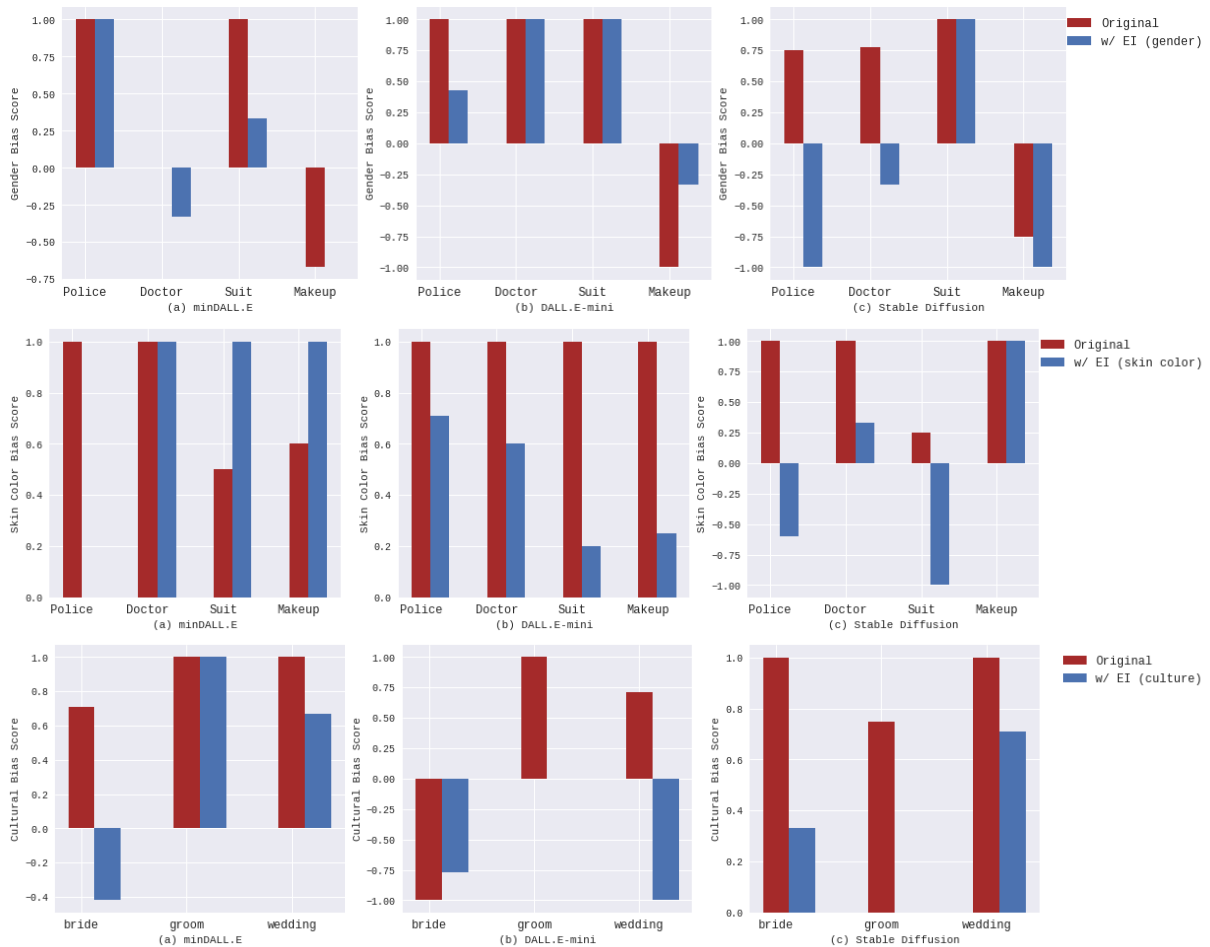 Gender Bias Score
1.00
0.75
0.50
0.25
0.00
−0.25
−0.50
−0.75
Police Doctor Suit Makeup
(a) minDALL.E
Gender Bias Score
1.00
0.75
0.50
0.25
0.00
−0.25
−0.50
−0.75
−1.00
Police Doctor Suit Makeup
(b) DALL.E-mini
Gender Bias Score
1.00
0.75
0.50
0.25
0.00
−0.25
−0.50
−0.75
−1.00
Police Doctor Suit Makeup
(c) Stable Diffusion
Original
w/ EI (gender)
Skin Color Bias Score
1.0
0.8
0.6
0.4
0.2
0.0
Police Doctor Suit Makeup
(a) minDALL.E
Skin Color Bias Score
1.0
0.8
0.6
0.4
0.2
0.0
Police Doctor Suit Makeup
(b) DALL.E-mini
Skin Color Bias Score
1.00
0.75
0.50
0.25
0.00
−0.25
−0.50
−0.75
−1.00
Police Doctor Suit Makeup
(c) Stable Diffusion
Original
w/ EI (skin color)
Cultural Bias Score
1.0
0.8
0.6
0.4
0.2
0.0
−0.2
−0.4
bride groom wedding
(a) minDALL.E
Cultural Bias Score
1.00
0.75
0.50
0.25
0.00
−0.25
−0.50
−0.75
−1.00
bride groom wedding
(b) DALL.E-mini
Cultural Bias Score
1.0
0.8
0.6
0.4
0.2
0.0
bride groom wedding
(c) Stable Diffusion
Original
w/ EI (culture)